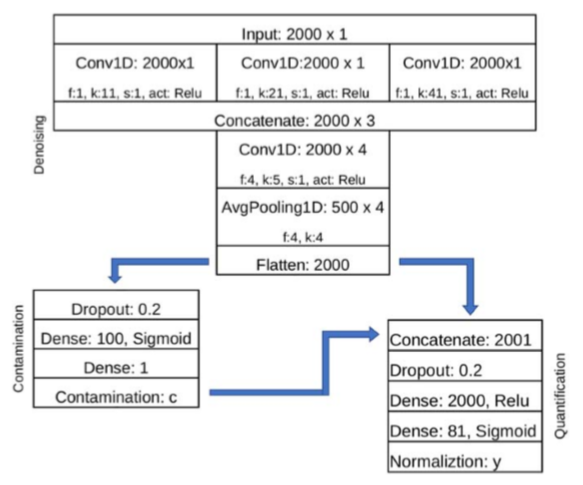 Input: 2000 x 1
Conv1D: 2000x1
f:1, k:11, s:1, act: Relu
Conv1D:2000 x 1
f:1, k:21, s:1, act: Relu
Conv1D: 2000x1
f:1, k:41, s:1, act: Relu
Concatenate: 2000 x 3
Denoising
Conv1D: 2000 x 4
f:4, k:5, s:1, act: Relu
AvgPooling1D: 500 x 4
f:4, k:4
Flatten: 2000
Contamination
Dropout: 0.2
Dense: 100, Sigmoid
Dense: 1
Contamination: c
Concatenate: 2001
Dropout: 0.2
Dense: 2000, Relu
Dense: 81, Sigmoid
Normaliztion: y
Quantification